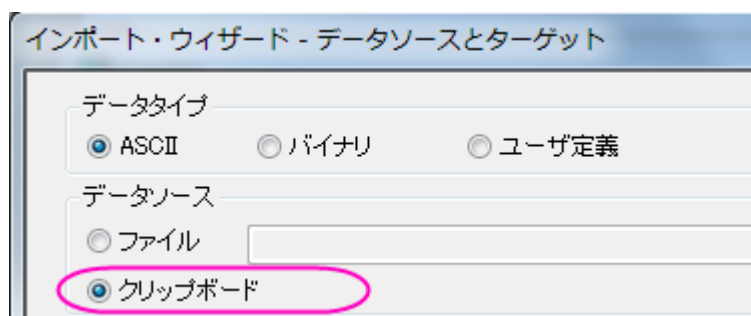 インポート・ウィザード - データソースとターゲット
データタイプ
ASCII バイナリ ユーザ定義
データソース
ファイル
クリップボード